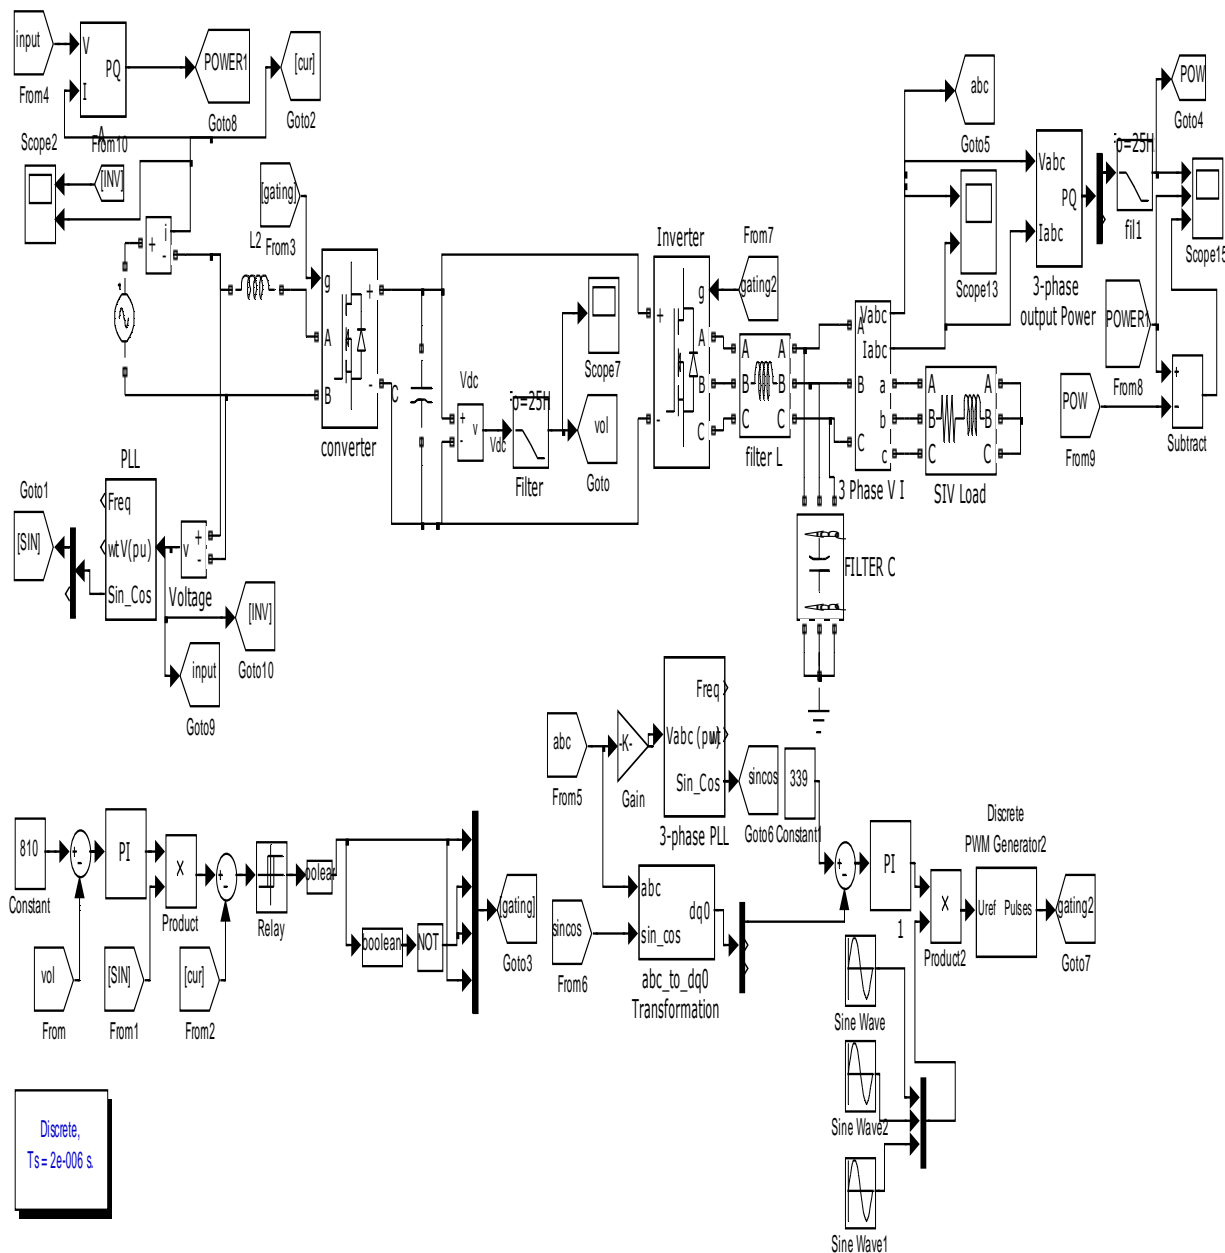 input
V
PQ
I
From4
A
POWER1
Goto8
[cur]
Goto2
Scope2
From10
[INV]
[gating]
From3
L2
+
i
-
g
A
B
+
-
converter
C
Vdc
+
-
v
Vdc
Filter
Scope7
vol
Goto
Inverter
From7
gating2
g
+
-
A
B
C
A
B
C
A
B
C
filter L
Vabc
Iabc
A
B
C
a
b
c
3 Phase V I
A
B
C
A
B
C
SIV Load
FILTER C
abc
Goto5
Scope13
Vabc
PQ
Iabc
3-phase
output Power
fil1
POW
Goto4
Scope15
POWER1
From8
POW
From9
+
-
Subtract
PLL
Goto1
[SIN]
Freq
wt
V(pu)
Sin_Cos
v
+
-
Voltage
[INV]
Goto10
input
Goto9
abc
From5
-K-
Gain
Freq
Vabc (pu)
wt
Sin_Cos
3-phase PLL
sincos
Goto6
339
Constant1
810
Constant
+
-
PI
X
Product
+
-
Relay
boolean
NOT
[gating]
Goto3
vol
From
[SIN]
From1
[cur]
From2
sincos
From6
abc
sin_cos
dq0
abc_to_dq0
Transformation
+
-
PI
1
X
Product2
Discrete
PWM Generator2
Uref
Pulses
gating2
Goto7
Sine Wave
Sine Wave2
Sine Wave1
Discrete,
Ts = 2e-006 s.